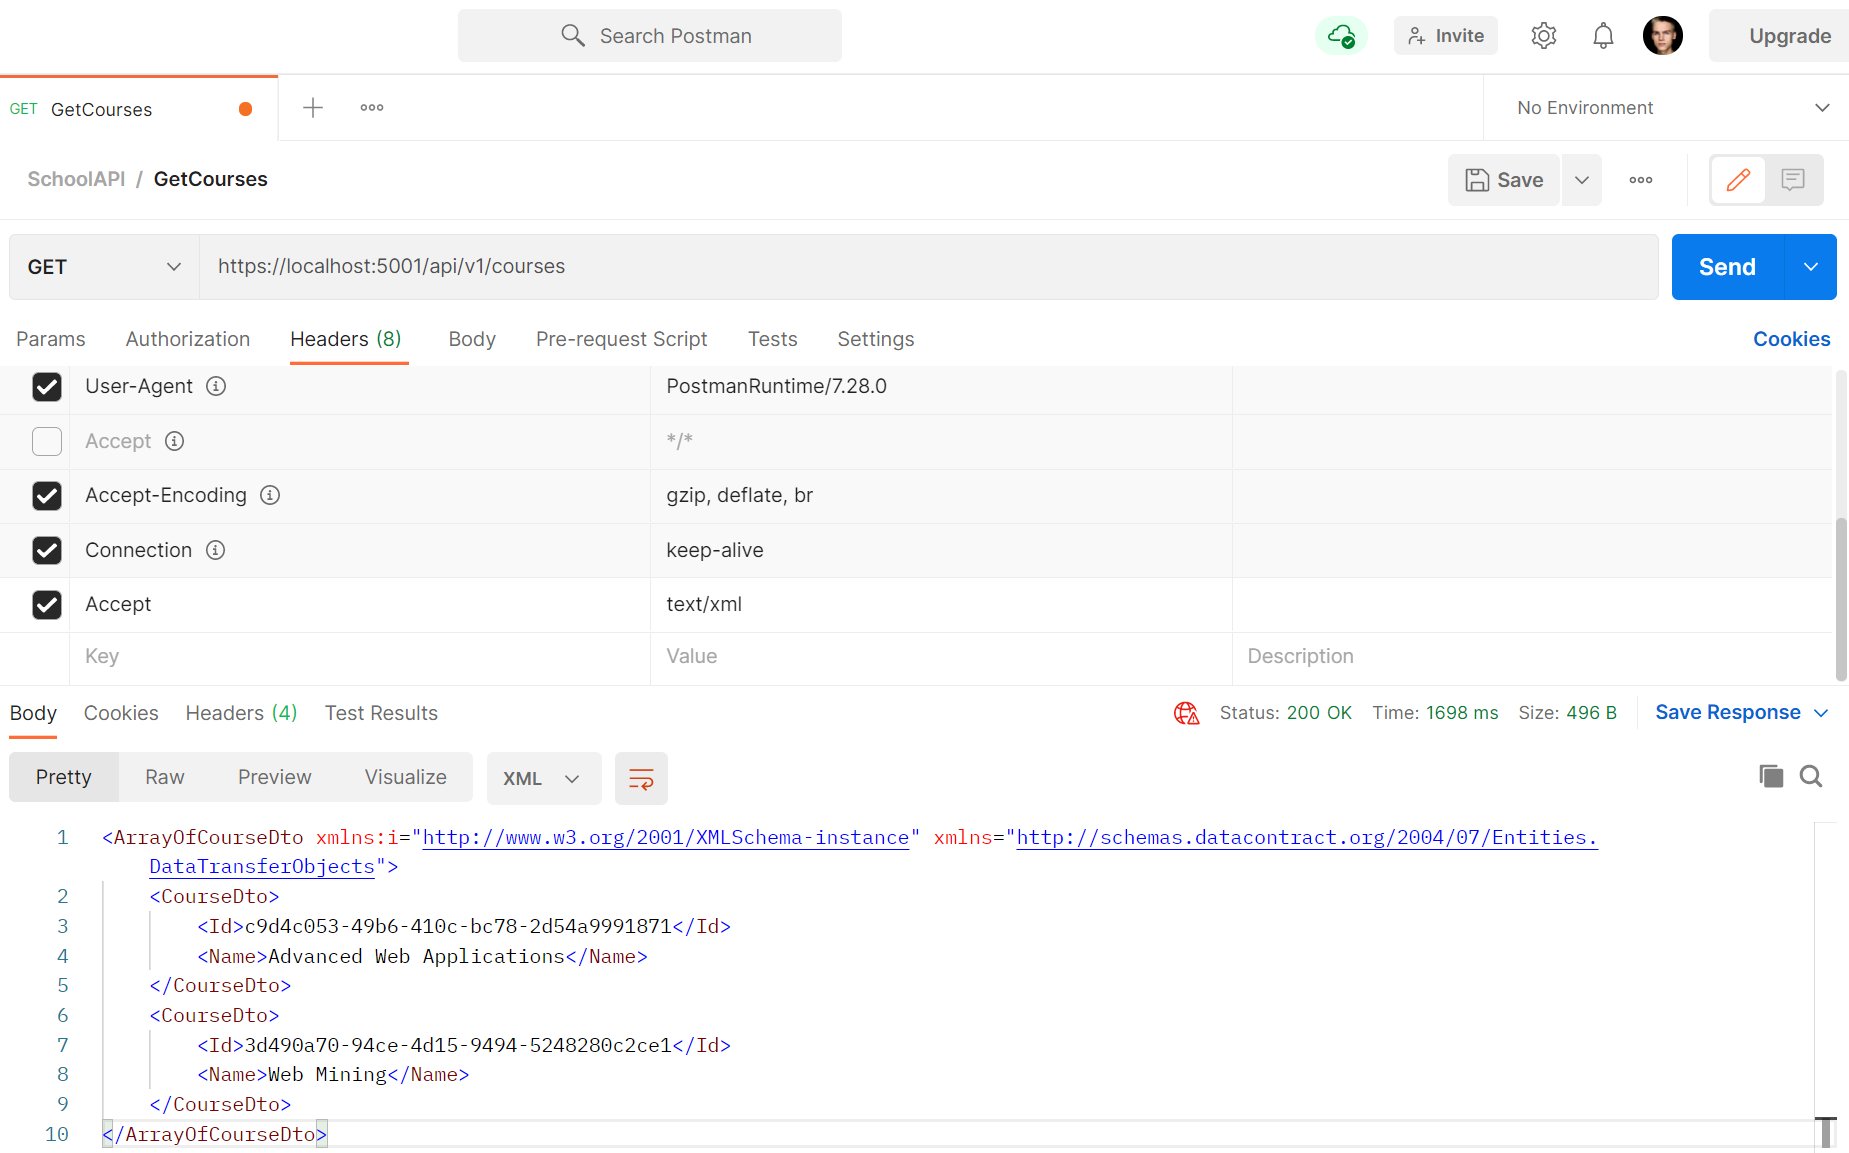 Search Postman
Invite
Upgrade
GET GetCourses
No Environment
SchoolAPI / GetCourses
Save
GET https://localhost:5001/api/v1/courses Send
Params Authorization Headers (8) Body Pre-request Script Tests Settings Cookies
User-Agent PostmanRuntime/7.28.0
Accept */*
Accept-Encoding gzip, deflate, br
Connection keep-alive
Accept text/xml
Key Value Description
Body Cookies Headers (4) Test Results Status: 200 OK Time: 1698 ms Size: 496 B Save Response
Pretty Raw Preview Visualize XML
1 <ArrayOfCourseDto xmlns:i="http://www.w3.org/2001/XMLSchema-instance" xmlns="http://schemas.datacontract.org/2004/07/Entities.
DataTransferObjects">
2 <CourseDto>
3 <Id>c9d4c053-49b6-410c-bc78-2d54a9991871</Id>
4 <Name>Advanced Web Applications</Name>
5 </CourseDto>
6 <CourseDto>
7 <Id>3d490a70-94ce-4d15-9494-5248280c2ce1</Id>
8 <Name>Web Mining</Name>
9 </CourseDto>
10 </ArrayOfCourseDto>